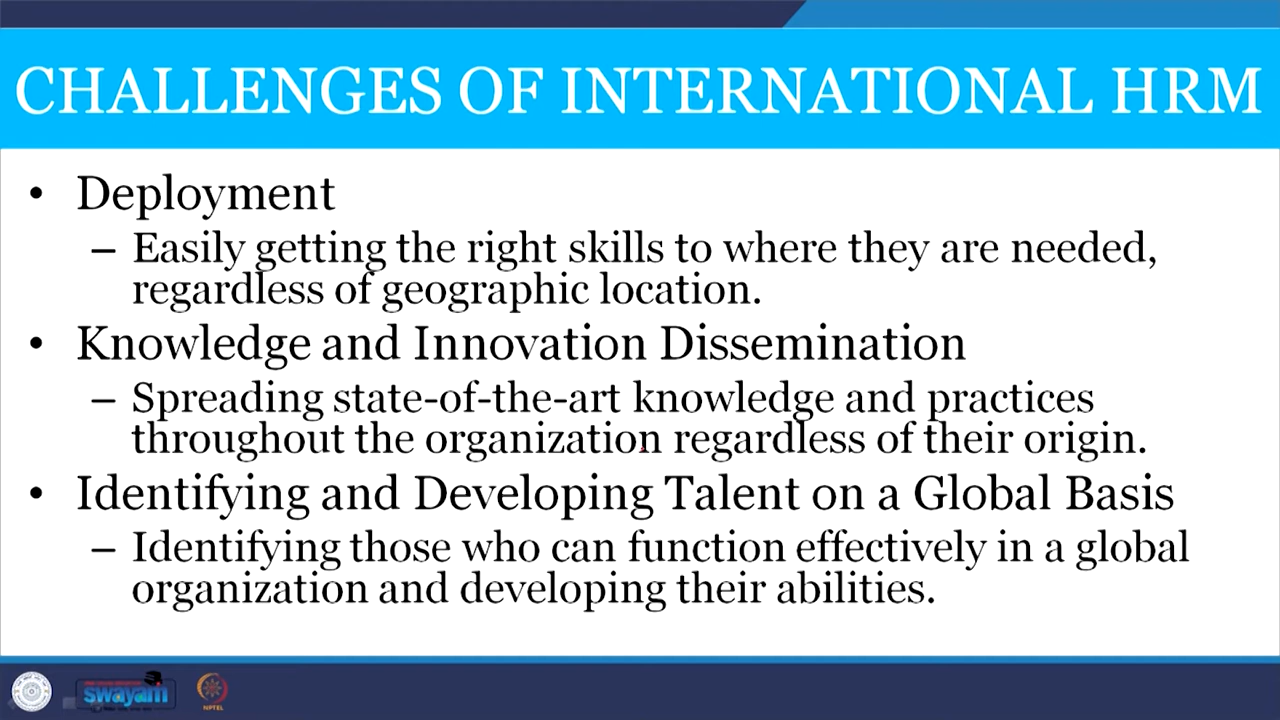 CHALLENGES OF INTERNATIONAL HRM
• Deployment
– Easily getting the right skills to where they are needed,
regardless of geographic location.
• Knowledge and Innovation Dissemination
– Spreading state-of-the-art knowledge and practices
throughout the organization regardless of their origin.
• Identifying and Developing Talent on a Global Basis
– Identifying those who can function effectively in a global
organization and developing their abilities.
swayam
NPTEL